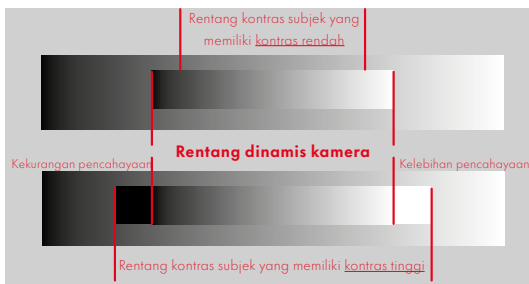 Rentang kontras subjek yang
memiliki kontras rendah
Rentang dinamis kamera
Kekurangan pencahayaan
Kelebihan pencahayaan
Rentang kontras subjek yang memiliki kontras tinggi